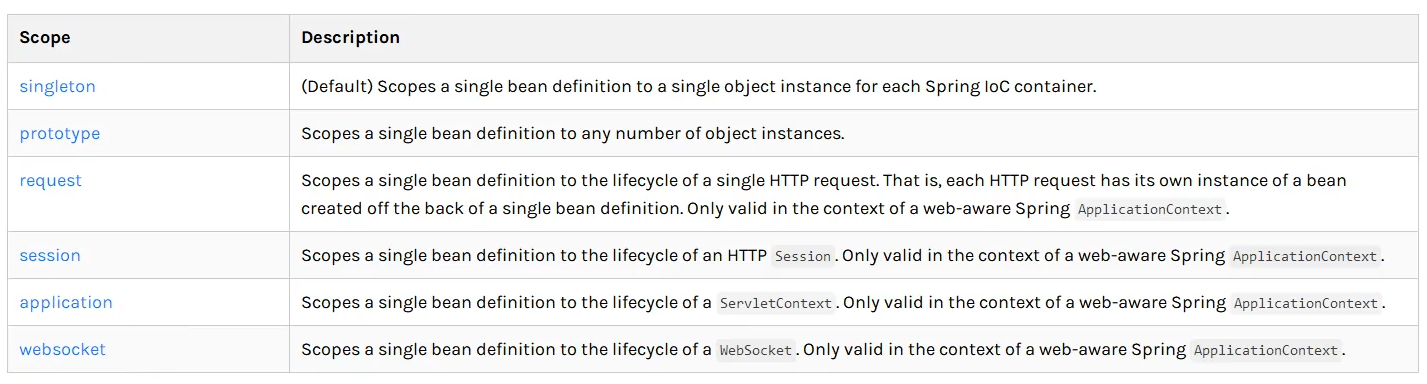 Scope Description
singleton (Default) Scopes a single bean definition to a single object instance for each Spring IoC container.
prototype Scopes a single bean definition to any number of object instances.
request Scopes a single bean definition to the lifecycle of a single HTTP request. That is, each HTTP request has its own instance of a bean
created off the back of a single bean definition. Only valid in the context of a web-aware Spring ApplicationContext.
session Scopes a single bean definition to the lifecycle of an HTTP Session. Only valid in the context of a web-aware Spring ApplicationContext.
application Scopes a single bean definition to the lifecycle of a ServletContext. Only valid in the context of a web-aware Spring ApplicationContext.
websocket Scopes a single bean definition to the lifecycle of a WebSocket. Only valid in the context of a web-aware Spring ApplicationContext.